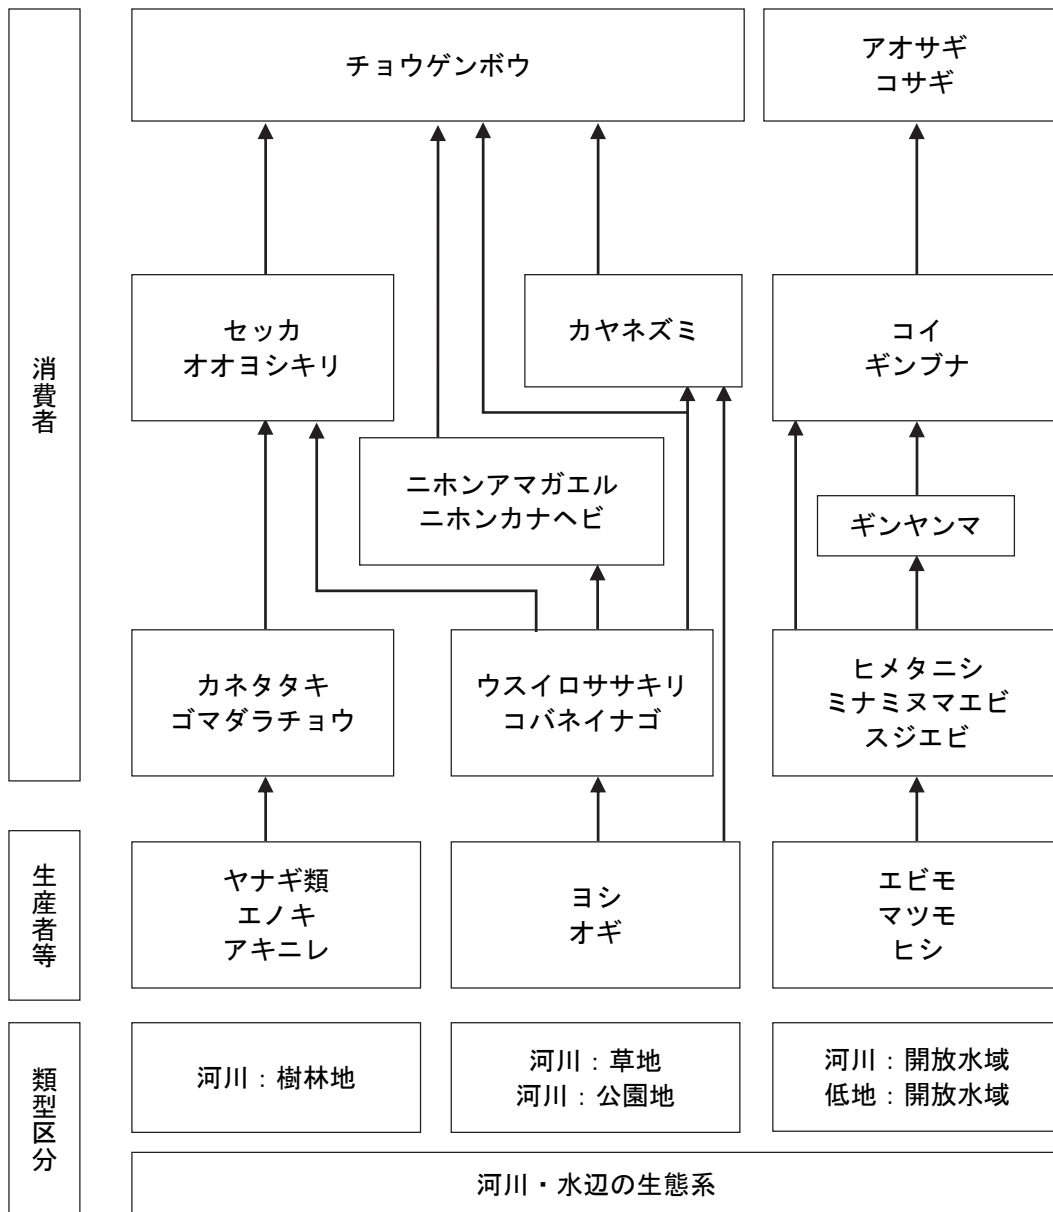 消費者
チョウゲンボウ
アオサギ
コサギ
セッカ
オオヨシキリ
カヤネズミ
コイ
ギンブナ
ニホンアマガエル
ニホンカナヘビ
ギンヤンマ
カネタタキ
ゴマダラチョウ
ウスイロササキリ
コバネイナゴ
ヒメタニシ
ミナミヌマエビ
スジエビ
生産者等
ヤナギ類
エノキ
アキニレ
ヨシ
オギ
エビモ
マツモ
ヒシ
類型区分
河川：樹林地
河川：草地
河川：公園地
河川：開放水域
低地：開放水域
河川・水辺の生態系